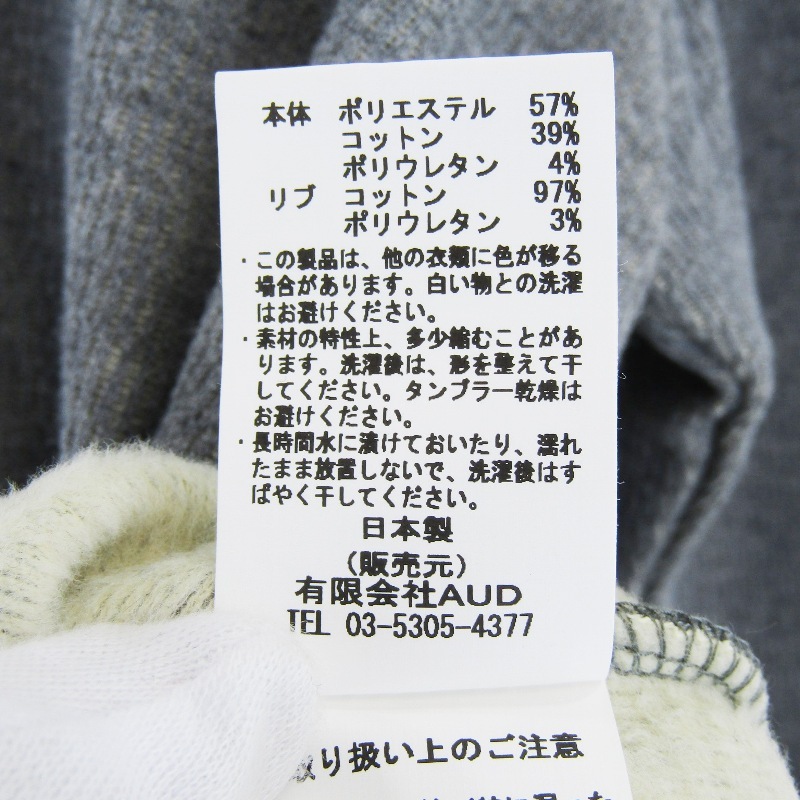 本体 ポリエステル 57%
コットン 39%
ポリウレタン 4%
リブ コットン 97%
ポリウレタン 3%
・この製品は、他の衣類に色が移る
場合があります。白い物との洗濯
はお避けください。
・素材の特性上、多少縮むことがあ
ります。洗濯後は、形を整えて干
してください。タンブラー乾燥は
お避けください。
・長時間水に漬けておいたり、濡れ
たまま放置しないで、洗濯後はす
ばやく干してください。
日本製
(販売元)
有限会社AUD
TEL 03-5305-4377
り扱い上のご注意